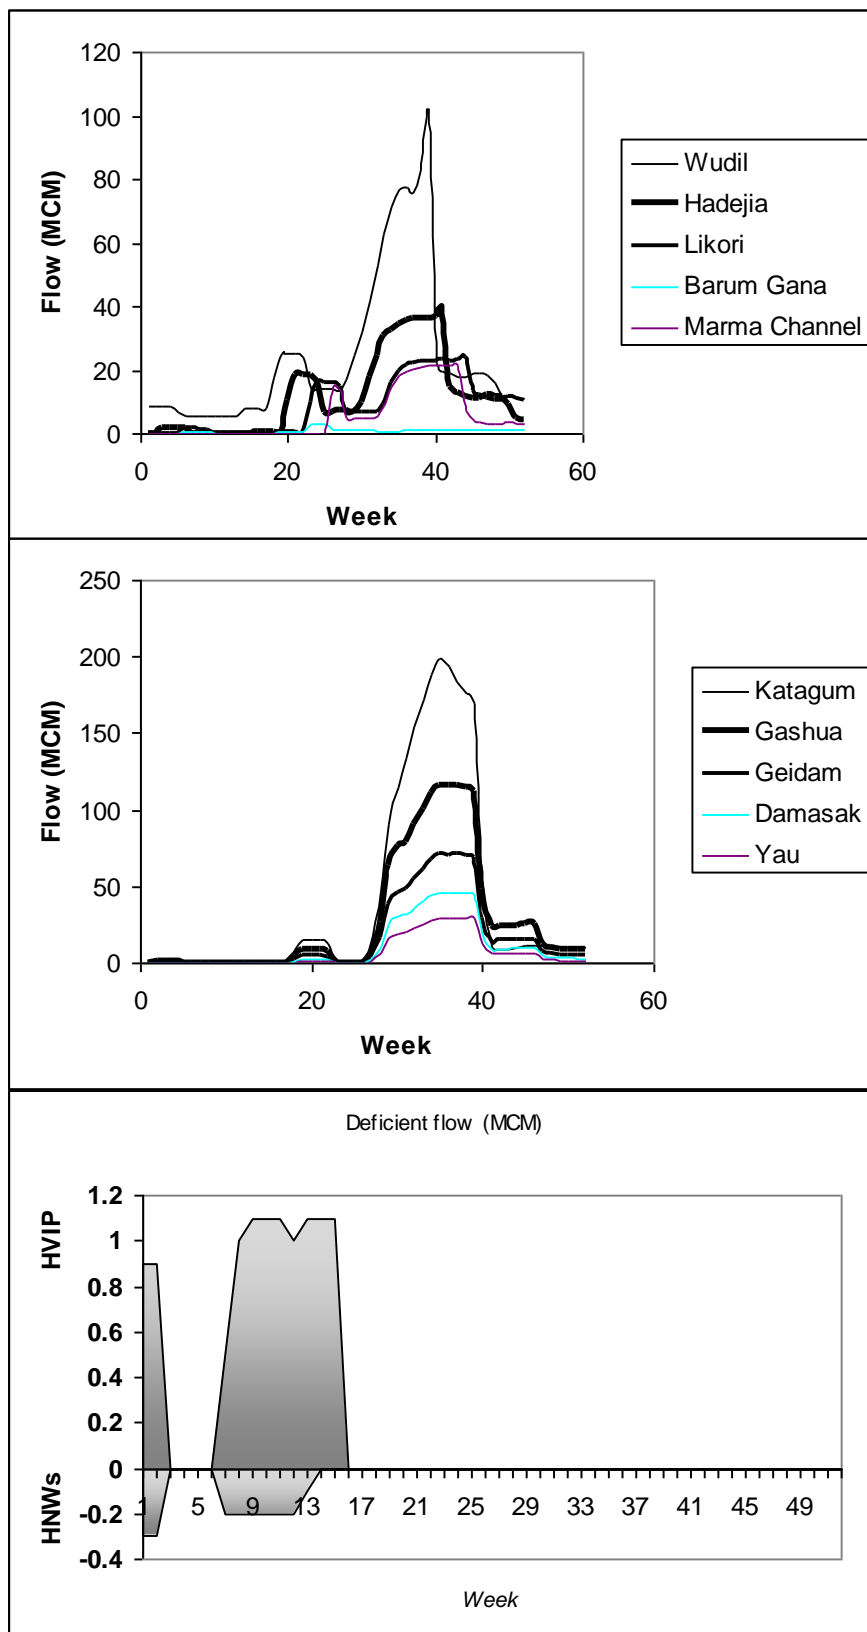 120
100
80
60
40
20
0
0 20 40 60
Flow (MCM)
Week
Wudil
Hadejia
Likori
Barum Gana
Marma Channel
250
200
150
100
50
0
0 20 40 60
Flow (MCM)
Week
Katagum
Gashua
Geidam
Damasak
Yau
Deficient flow (MCM)
1.2
1
0.8
0.6
0.4
0.2
0
-0.2
-0.4
HVIP
HNWs
1 5 9 13 17 21 25 29 33 37 41 45 49
Week